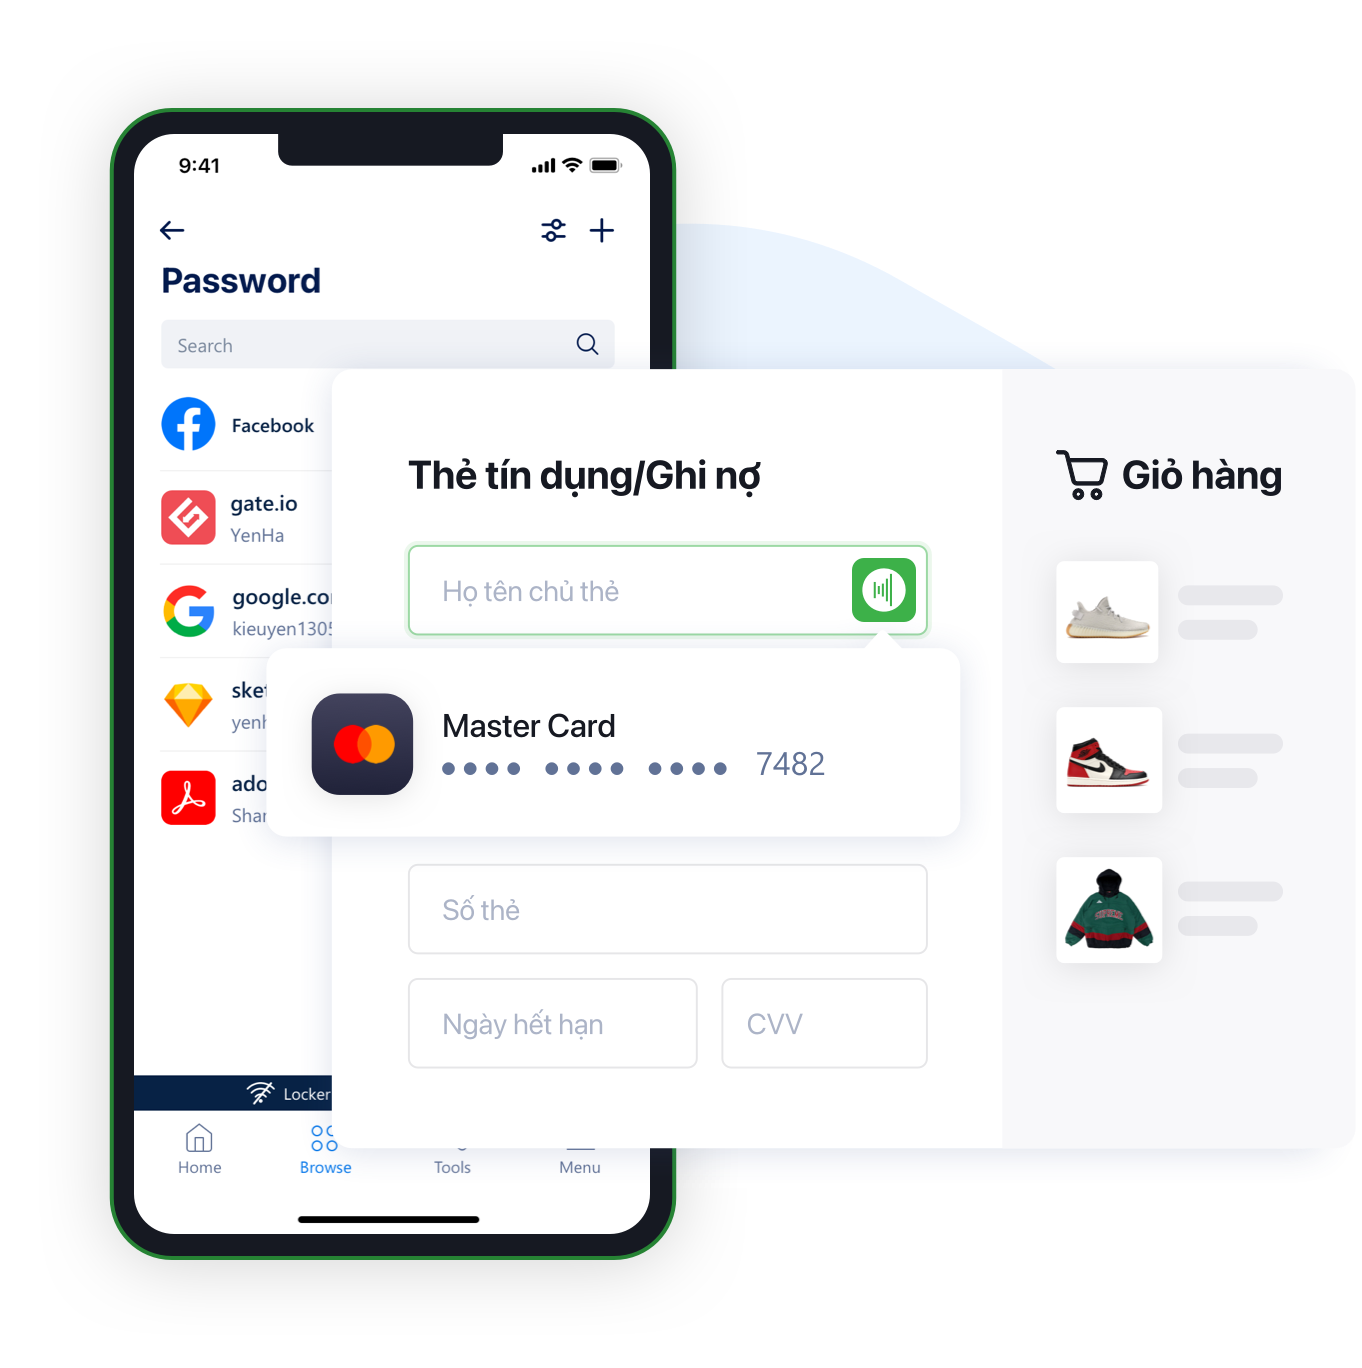 9:41
Password
Search
Facebook
gate.io
YenHa
google.co
kieuyen130
ske
yen
ado
Shar
Locker
Home
Browse
Tools
Menu
Thẻ tín dụng/Ghi nợ
Họ tên chủ thẻ
Master Card
•••• •••• •••• 7482
Số thẻ
Ngày hết hạn
CVV
Giỏ hàng